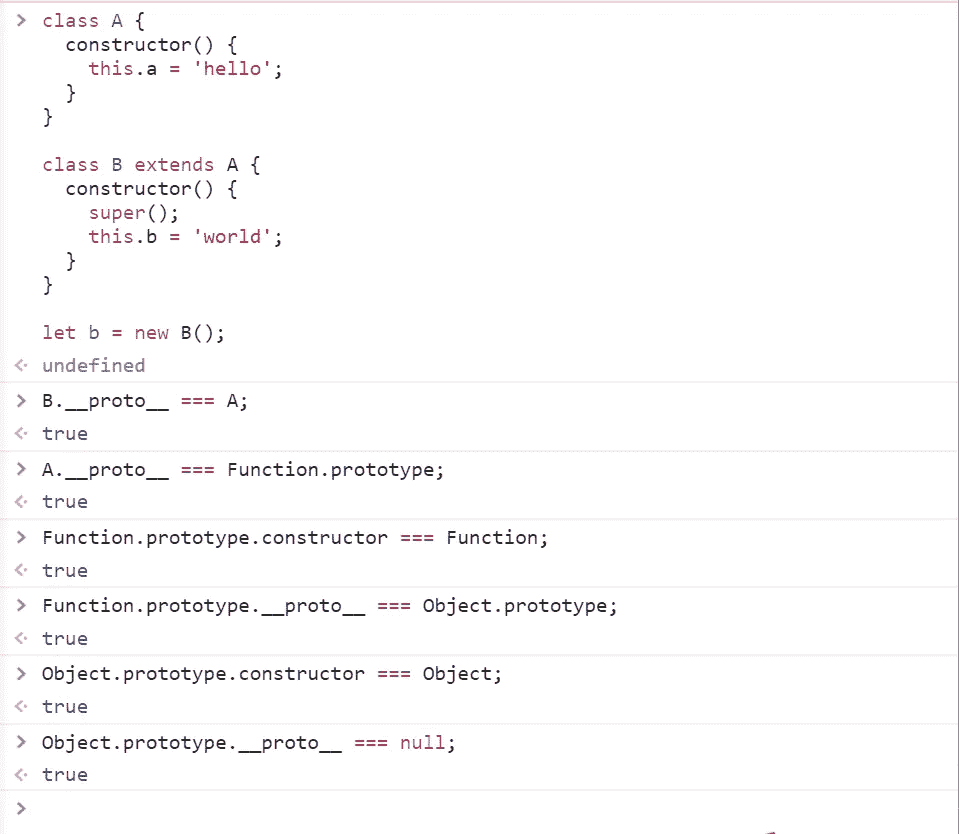 > class A {
constructor() {
this.a = 'hello';
}
}
class B extends A {
constructor() {
super();
this.b = 'world';
}
}
let b = new B();
undefined
> B.__proto__ === A;
true
> A.__proto__ === Function.prototype;
true
> Function.prototype.constructor === Function;
true
> Function.prototype.__proto__ === Object.prototype;
true
> Object.prototype.constructor === Object;
true
> Object.prototype.__proto__ === null;
true
>